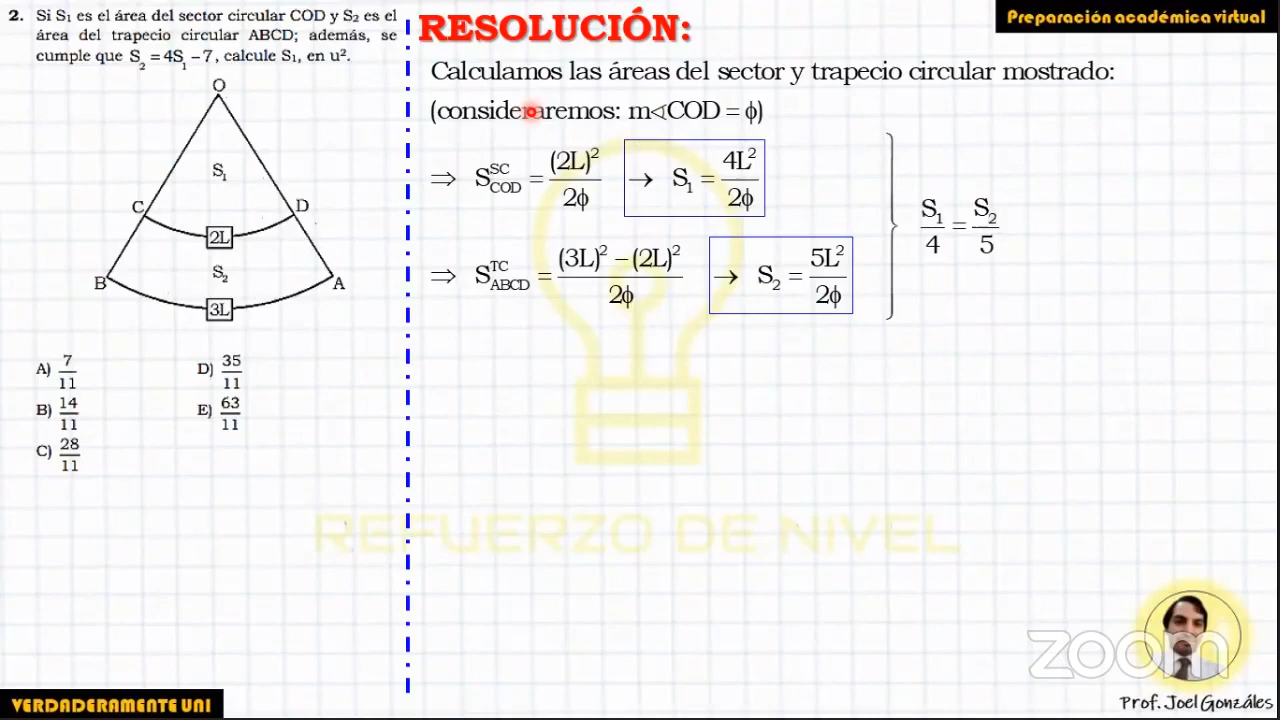 Preparación académica virtual
2. Si S₁ es el área del sector circular COD y S₂ es el
área del trapecio circular ABCD; además, se
cumple que S₂ = 4S₁ – 7, calcule S₁, en u².
O
S₁
C
D
2L
S₂
B
A
3L
A) 7/11
D) 35/11
B) 14/11
E) 63/11
C) 28/11
RESOLUCIÓN:
Calculamos las áreas del sector y trapecio circular mostrado:
(consideraremos: m∢COD = ϕ)
⇒ S_COD^SC = (2L)²/2ϕ → S₁ = 4L²/2ϕ
⇒ S_ABCD^TC = ((3L)² – (2L)²)/2ϕ → S₂ = 5L²/2ϕ
S₁/4 = S₂/5
REFUERZO DE NIVEL
zoom
Prof. Joel Gonzáles
VERDADERAMENTE UNI